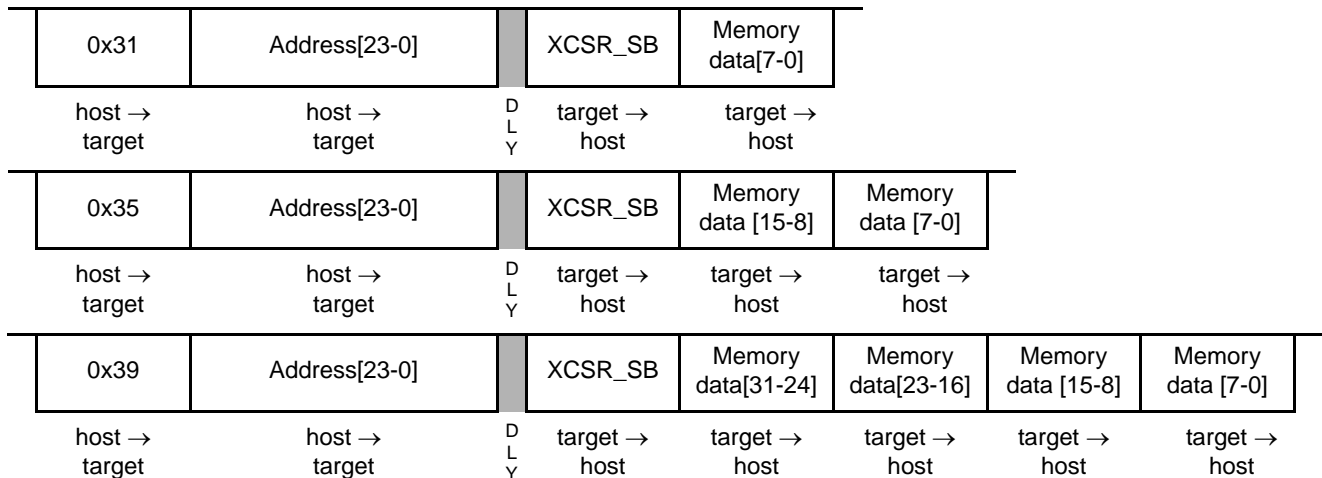 0x31 Address[23-0] XCSR_SB Memory data[7-0]
host → target host → target D L Y target → host target → host
0x35 Address[23-0] XCSR_SB Memory data [15-8] Memory data [7-0]
host → target host → target D L Y target → host target → host target → host
0x39 Address[23-0] XCSR_SB Memory data[31-24] Memory data[23-16] Memory data [15-8] Memory data [7-0]
host → target host → target D L Y target → host target → host target → host target → host target → host